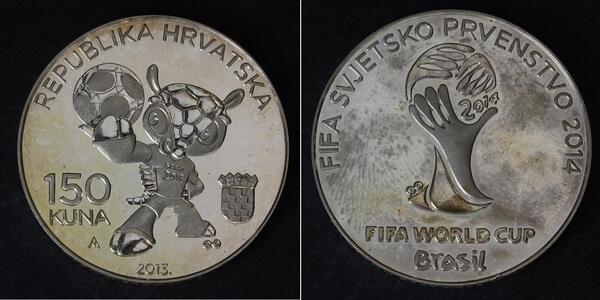 REPUBLIKA HRVATSKA
150
KUNA
2013.
FIFA SVJETSKO PRVENSTVO 2014
2014
FIFA WORLD CUP
Brasil